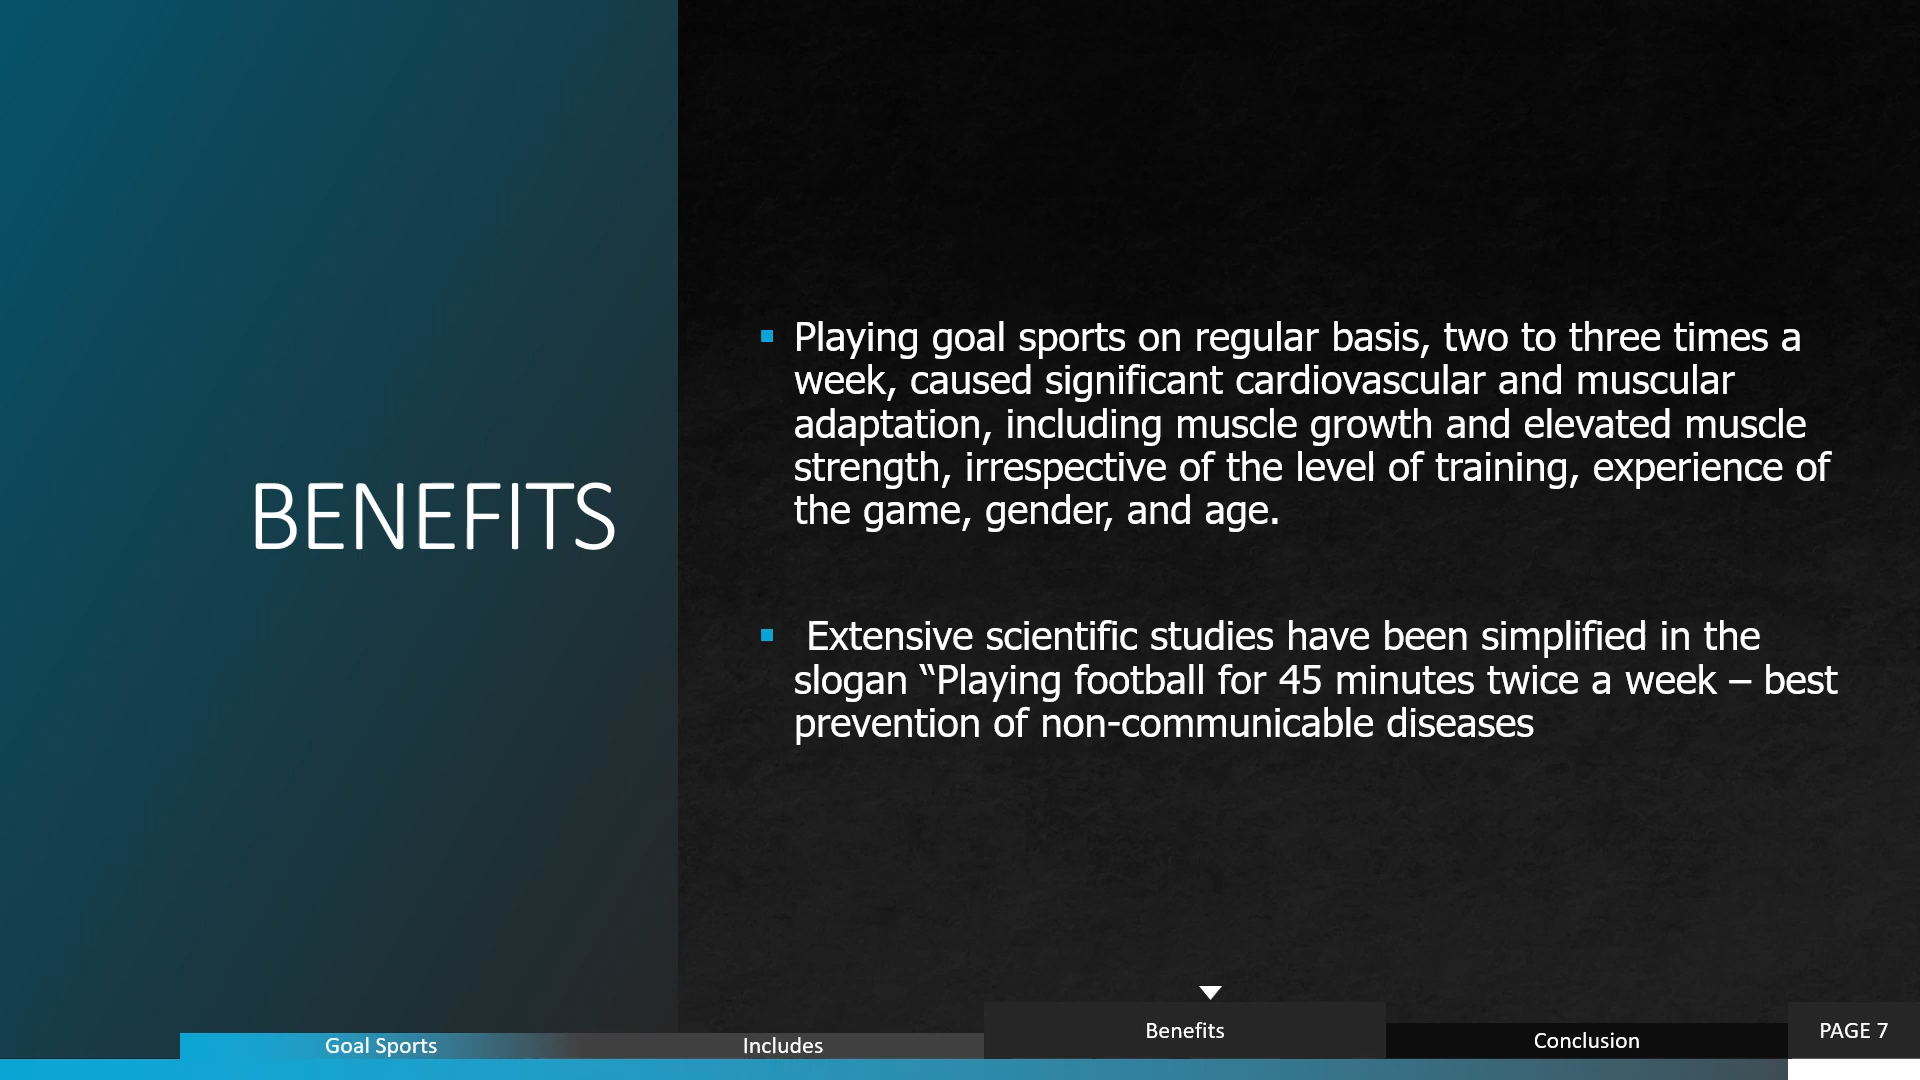 BENEFITS
▪ Playing goal sports on regular basis, two to three times a
week, caused significant cardiovascular and muscular
adaptation, including muscle growth and elevated muscle
strength, irrespective of the level of training, experience of
the game, gender, and age.
▪ Extensive scientific studies have been simplified in the
slogan “Playing football for 45 minutes twice a week – best
prevention of non-communicable diseases
Goal Sports
Includes
Benefits
Conclusion
PAGE 7